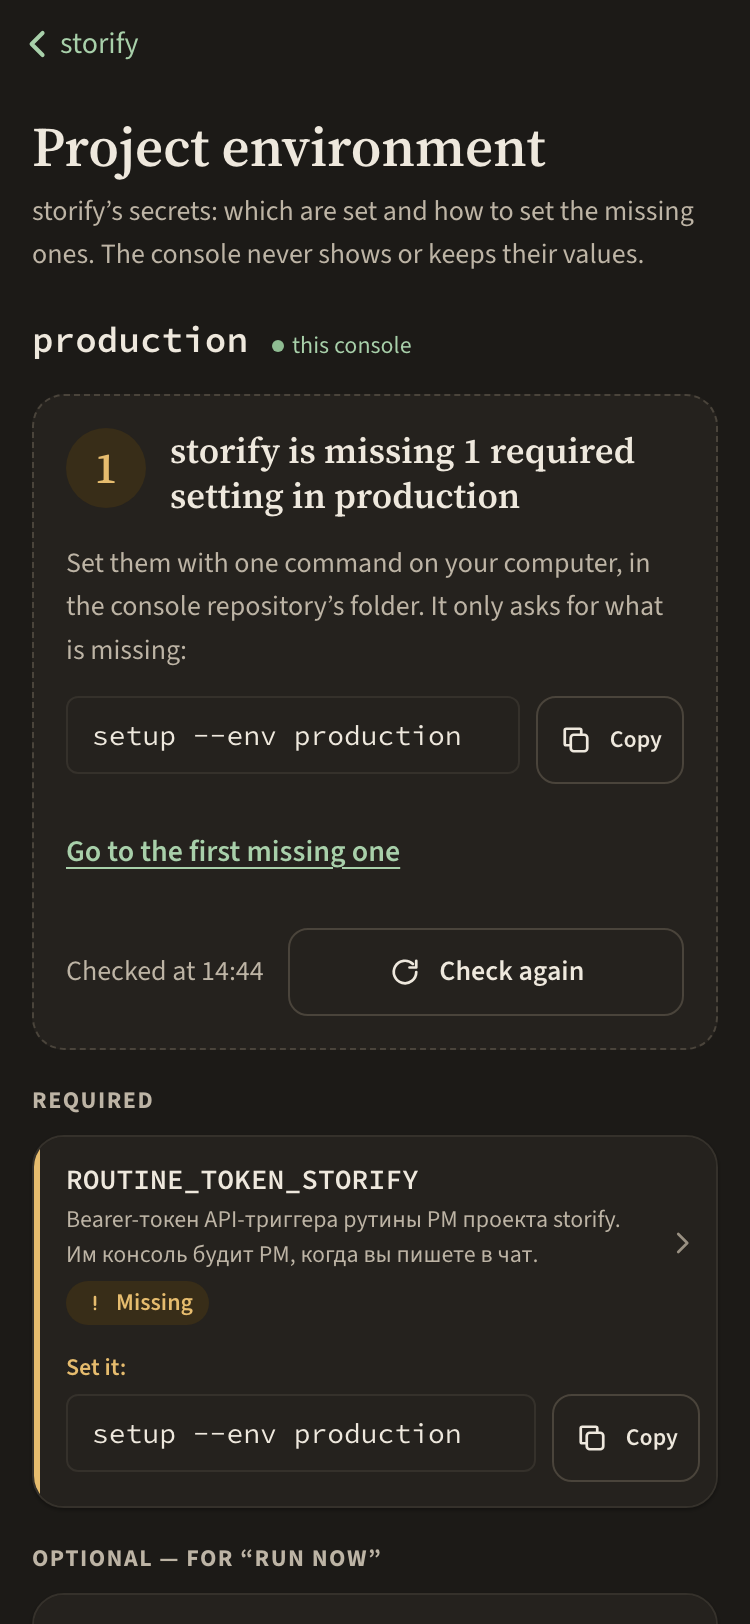 storify
Project environment
storify’s secrets: which are set and how to set the missing
ones. The console never shows or keeps their values.
production
this console
1
storify is missing 1 required
setting in production
Set them with one command on your computer, in
the console repository’s folder. It only asks for what
is missing:
setup --env production
Copy
Go to the first missing one
Checked at 14:44
Check again
REQUIRED
ROUTINE_TOKEN_STORIFY
Bearer-токен API-триггера рутины PM проекта storify.
Им консоль будит PM, когда вы пишете в чат.
! Missing
Set it:
setup --env production
Copy
OPTIONAL — FOR “RUN NOW”